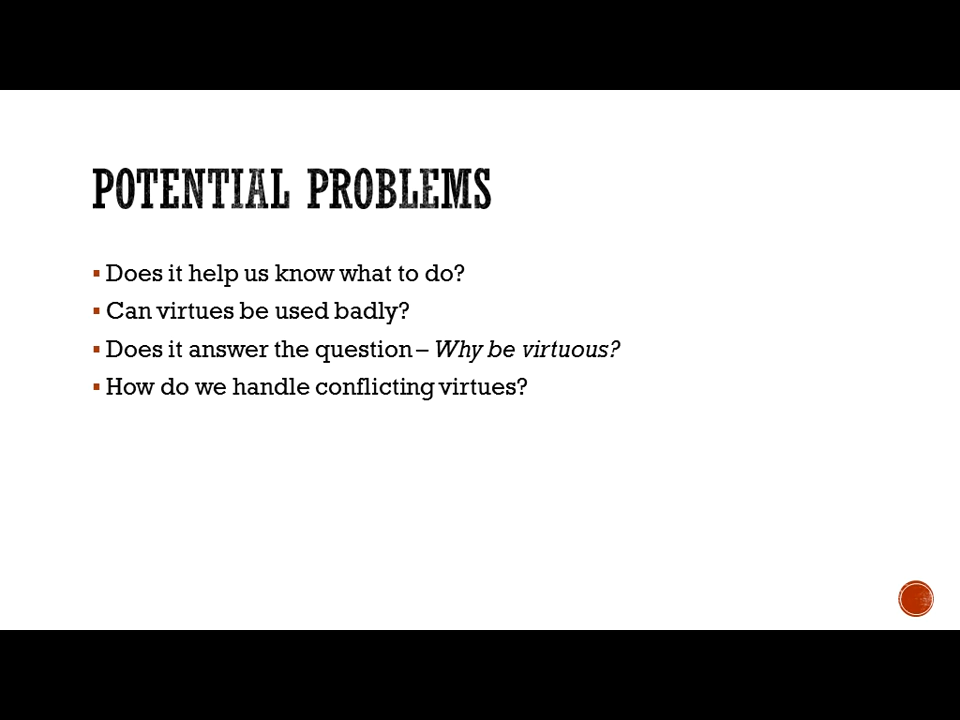 POTENTIAL PROBLEMS
▪ Does it help us know what to do?
▪ Can virtues be used badly?
▪ Does it answer the question – Why be virtuous?
▪ How do we handle conflicting virtues?